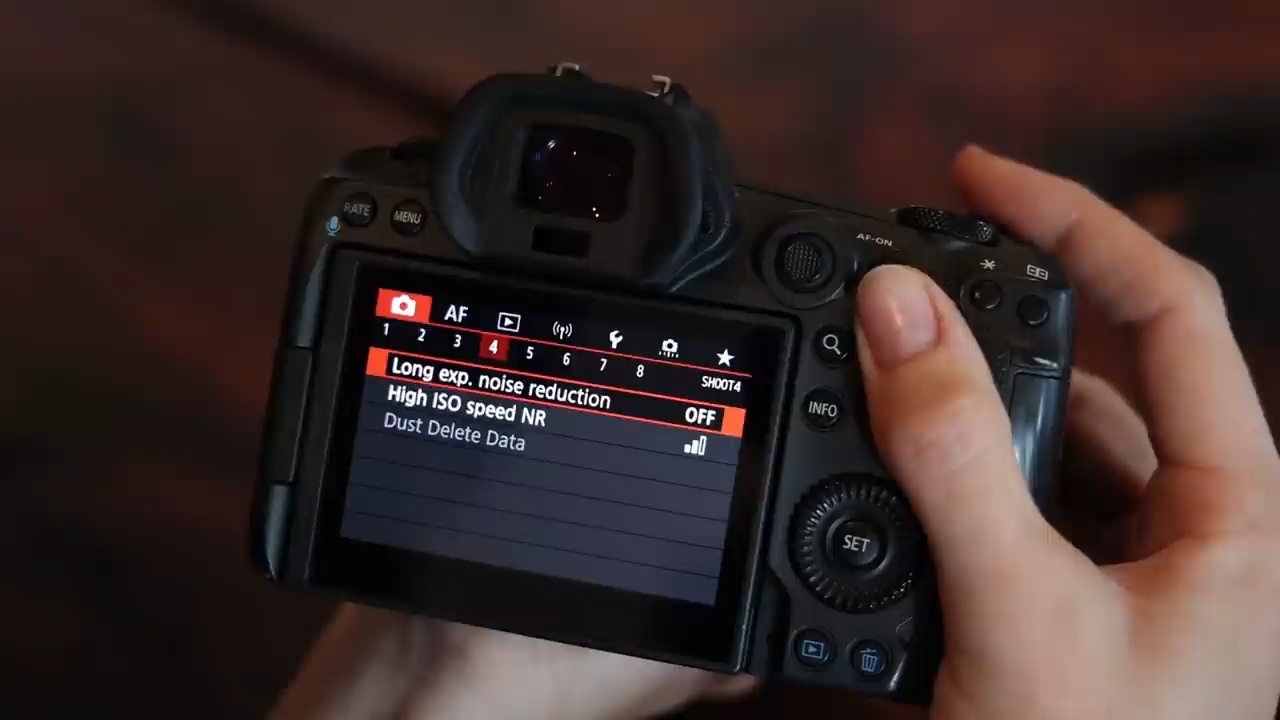 RATE
MENU
AF-ON
AF
1 2 3 4 5 6 7 8
SHOOT4
Long exp. noise reduction OFF
High ISO speed NR
Dust Delete Data
INFO
SET